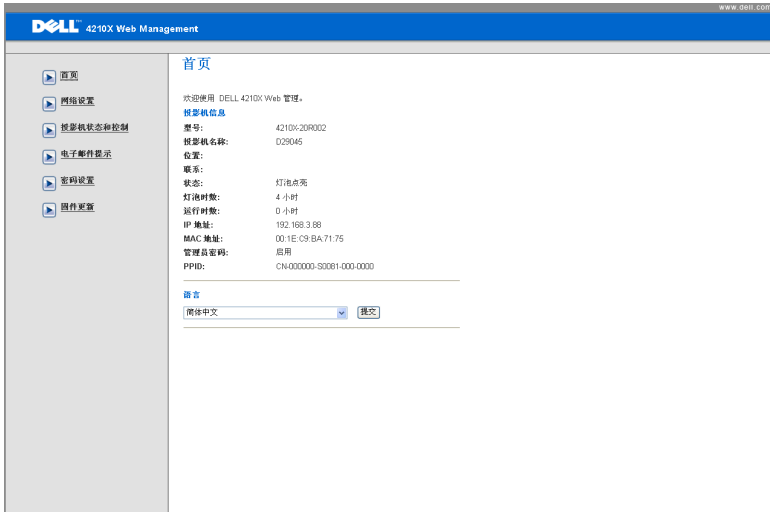 www.dell.com
DELL™ 4210X Web Management
首页
网络设置
投影机状态和控制
电子邮件提示
密码设置
固件更新
首页
欢迎使用 DELL 4210X Web 管理。
投影机信息
型号: 4210X-20R002
投影机名称: D29045
位置:
联系:
状态: 灯泡点亮
灯泡时数: 4 小时
运行时数: 0 小时
IP 地址: 192.168.3.88
MAC 地址: 00:1E:C9:BA:71:75
管理员密码: 启用
PPID: CN-000000-S0081-000-0000
语言
简体中文 提交